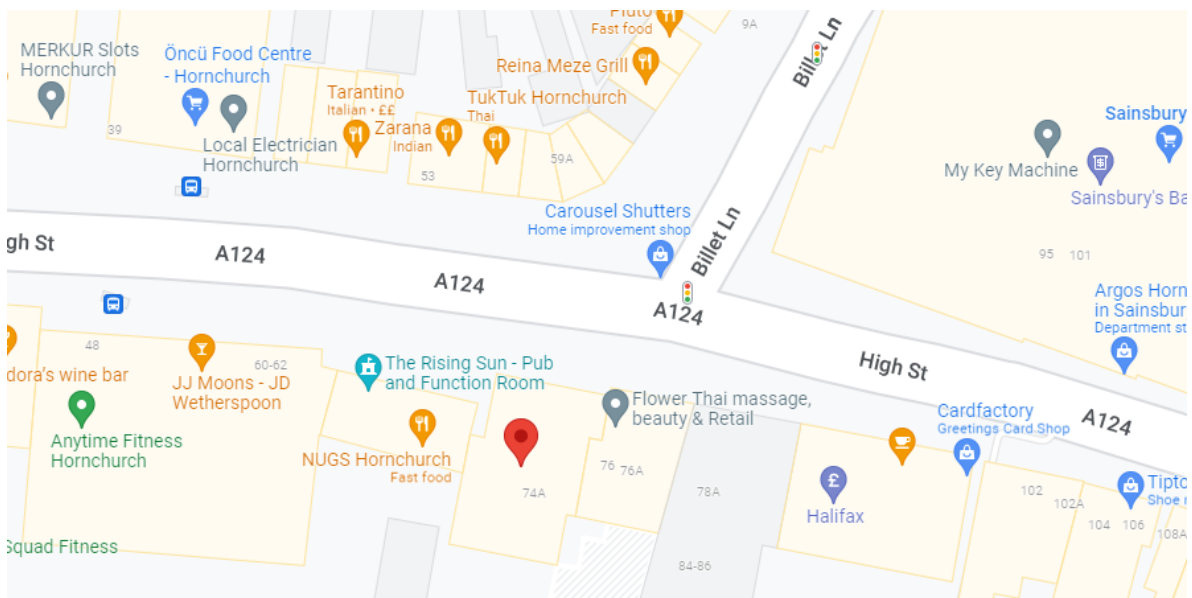 Pluto
Fast food
9A
Billet Ln
MERKUR Slots
Hornchurch
Öncü Food Centre
- Hornchurch
Reina Meze Grill
Tarantino
Italian • ££
TukTuk Hornchurch
Thai
Sainsbury
39
Zarana
Indian
Local Electrician
Hornchurch
59A
53
My Key Machine
Sainsbury's Ba
Carousel Shutters
Home improvement shop
Billet Ln
gh St
A124
A124
A124
95
101
Argos Horn
in Sainsbur
Department st
48
60-62
The Rising Sun - Pub
and Function Room
High St
dora's wine bar
JJ Moons - JD
Wetherspoon
Flower Thai massage,
beauty & Retail
Cardfactory
Greetings Card Shop
A124
Anytime Fitness
Hornchurch
NUGS Hornchurch
Fast food
74A
76
76A
78A
£
Halifax
102
102A
104
106
108A
Tipto
Shoe r
Squad Fitness
84-86